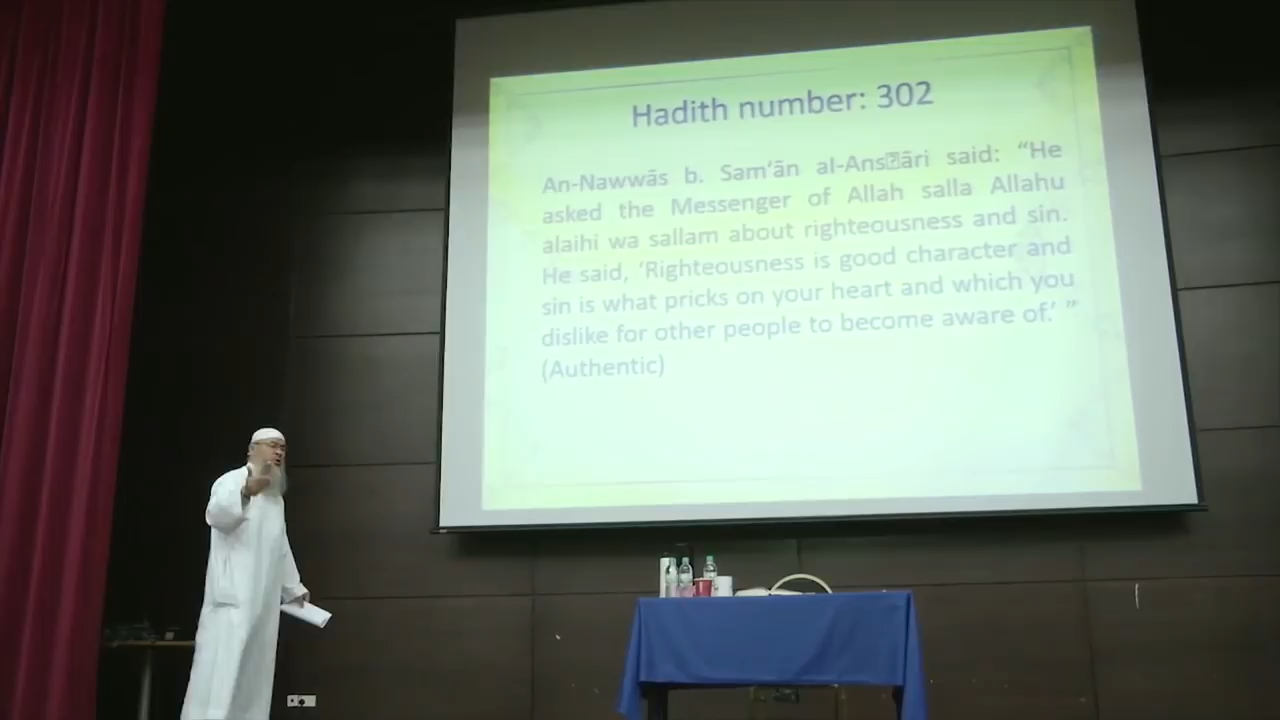 Hadith number: 302
An-Nawwās b. Sam‘ān al-Ans⍰āri said: “He
asked the Messenger of Allah salla Allahu
alaihi wa sallam about righteousness and sin.
He said, ‘Righteousness is good character and
sin is what pricks on your heart and which you
dislike for other people to become aware of.’ ”
(Authentic)